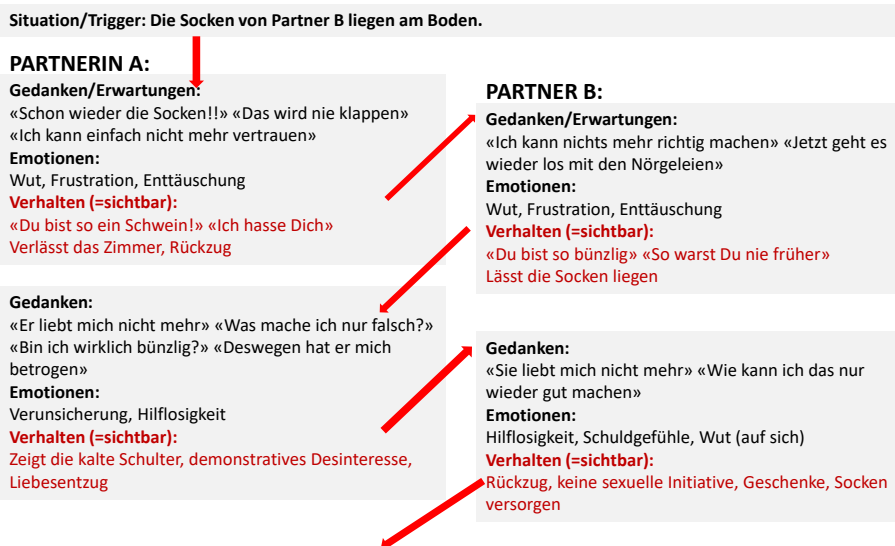 Situation/Trigger: Die Socken von Partner B liegen am Boden.
PARTNERIN A:
Gedanken/Erwartungen:
«Schon wieder die Socken!!» «Das wird nie klappen»
«Ich kann einfach nicht mehr vertrauen»
Emotionen:
Wut, Frustration, Enttäuschung
Verhalten (=sichtbar):
«Du bist so ein Schwein!» «Ich hasse Dich»
Verlässt das Zimmer, Rückzug
PARTNER B:
Gedanken/Erwartungen:
«Ich kann nichts mehr richtig machen» «Jetzt geht es
wieder los mit den Nörgeleien»
Emotionen:
Wut, Frustration, Enttäuschung
Verhalten (=sichtbar):
«Du bist so bünzlig» «So warst Du nie früher»
Lässt die Socken liegen
Gedanken:
«Er liebt mich nicht mehr» «Was mache ich nur falsch?»
«Bin ich wirklich bünzlig?» «Deswegen hat er mich
betrogen»
Emotionen:
Verunsicherung, Hilflosigkeit
Verhalten (=sichtbar):
Zeigt die kalte Schulter, demonstratives Desinteresse,
Liebesentzug
Gedanken:
«Sie liebt mich nicht mehr» «Wie kann ich das nur
wieder gut machen»
Emotionen:
Hilflosigkeit, Schuldgefühle, Wut (auf sich)
Verhalten (=sichtbar):
Rückzug, keine sexuelle Initiative, Geschenke, Socken
versorgen